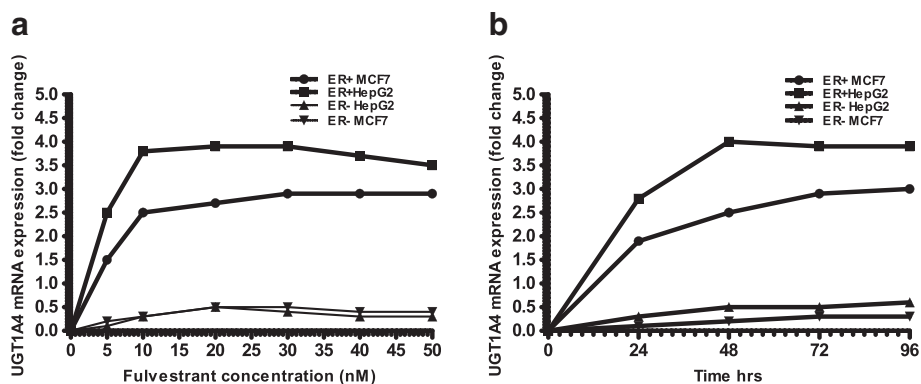 a
UGT1A4 mRNA expression (fold change)
ER+ MCF7
ER+HepG2
ER- HepG2
ER- MCF7
5.0
4.5
4.0
3.5
3.0
2.5
2.0
1.5
1.0
0.5
0.0
0 5 10 15 20 25 30 35 40 45 50
Fulvestrant concentration (nM)
b
UGT1A4 mRNA expression (fold change)
ER+ MCF7
ER+HepG2
ER- HepG2
ER- MCF7
5.0
4.5
4.0
3.5
3.0
2.5
2.0
1.5
1.0
0.5
0.0
0 24 48 72 96
Time hrs